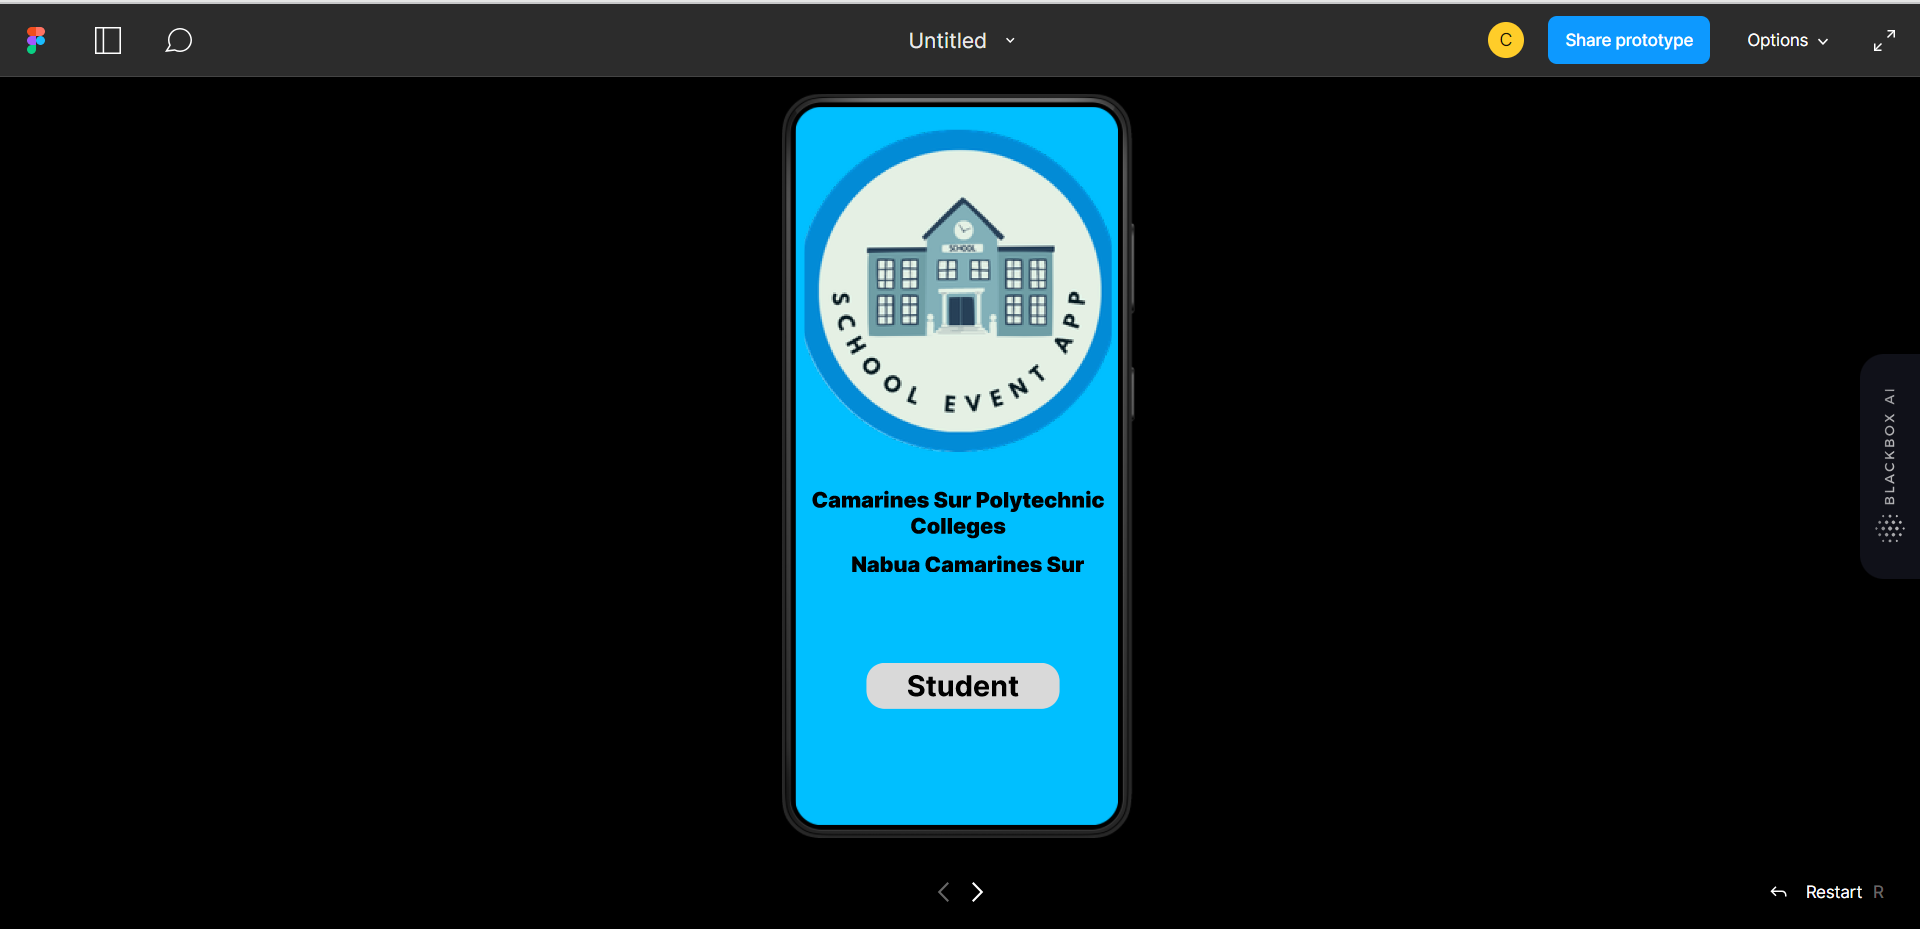 Untitled
C
Share prototype
Options
SCHOOL
SCHOOL EVENT APP
Camarines Sur Polytechnic
Colleges
Nabua Camarines Sur
Student
BLACKBOX AI
Restart R